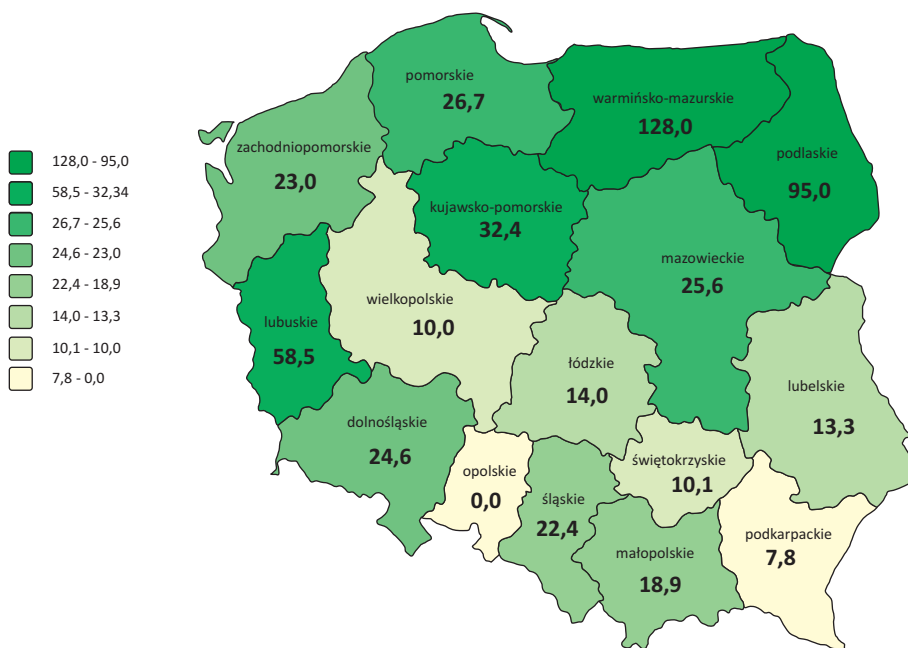 128,0 - 95,0
58,5 - 32,34
26,7 - 25,6
24,6 - 23,0
22,4 - 18,9
14,0 - 13,3
10,1 - 10,0
7,8 - 0,0
pomorskie
26,7
warmińsko-mazurskie
128,0
zachodniopomorskie
23,0
podlaskie
95,0
kujawsko-pomorskie
32,4
mazowieckie
25,6
wielkopolskie
10,0
lubuskie
58,5
łódzkie
14,0
lubelskie
13,3
dolnośląskie
24,6
opolskie
0,0
śląskie
22,4
świętokrzyskie
10,1
małopolskie
18,9
podkarpackie
7,8